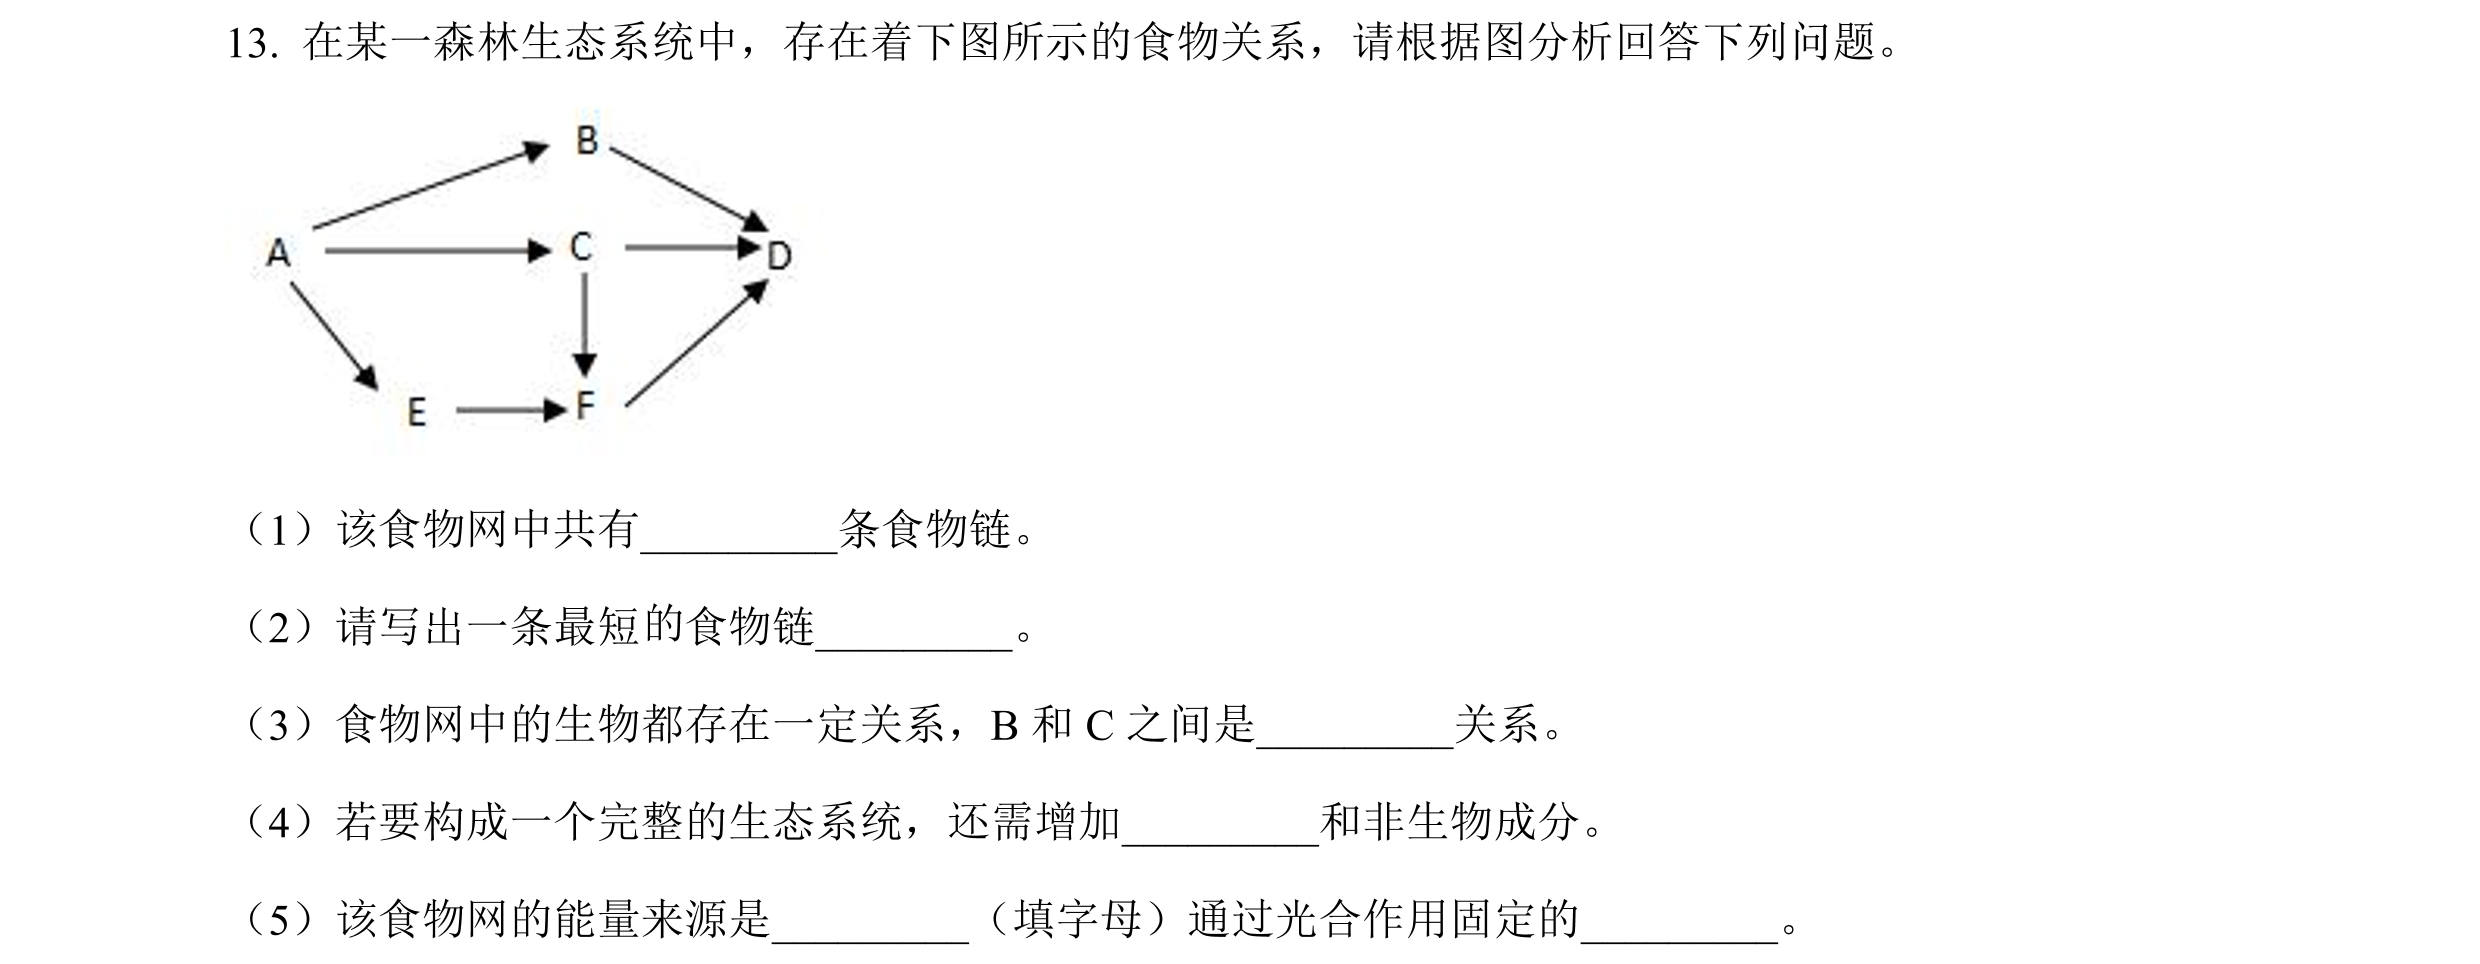 13. 在某一森林生态系统中，存在着下图所示的食物关系，请根据图分析回答下列问题。
B
A C D
E F
（1）该食物网中共有_________条食物链。
（2）请写出一条最短的食物链_________。
（3）食物网中的生物都存在一定关系，B 和 C 之间是_________关系。
（4）若要构成一个完整的生态系统，还需增加_________和非生物成分。
（5）该食物网的能量来源是_________（填字母）通过光合作用固定的_________。